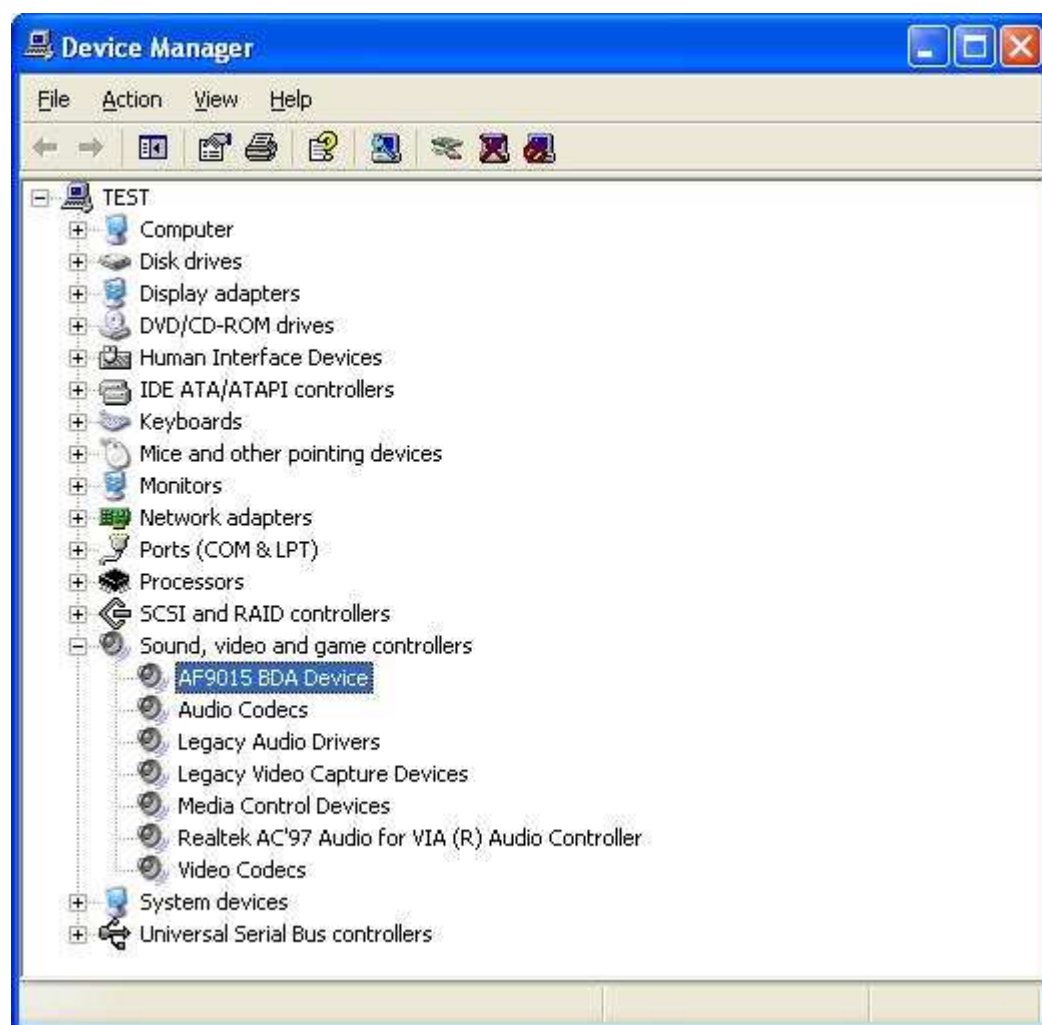 Device Manager
File Action View Help
TEST
Computer
Disk drives
Display adapters
DVD/CD-ROM drives
Human Interface Devices
IDE ATA/ATAPI controllers
Keyboards
Mice and other pointing devices
Monitors
Network adapters
Ports (COM & LPT)
Processors
SCSI and RAID controllers
Sound, video and game controllers
AF9015 BDA Device
Audio Codecs
Legacy Audio Drivers
Legacy Video Capture Devices
Media Control Devices
Realtek AC'97 Audio for VIA (R) Audio Controller
Video Codecs
System devices
Universal Serial Bus controllers